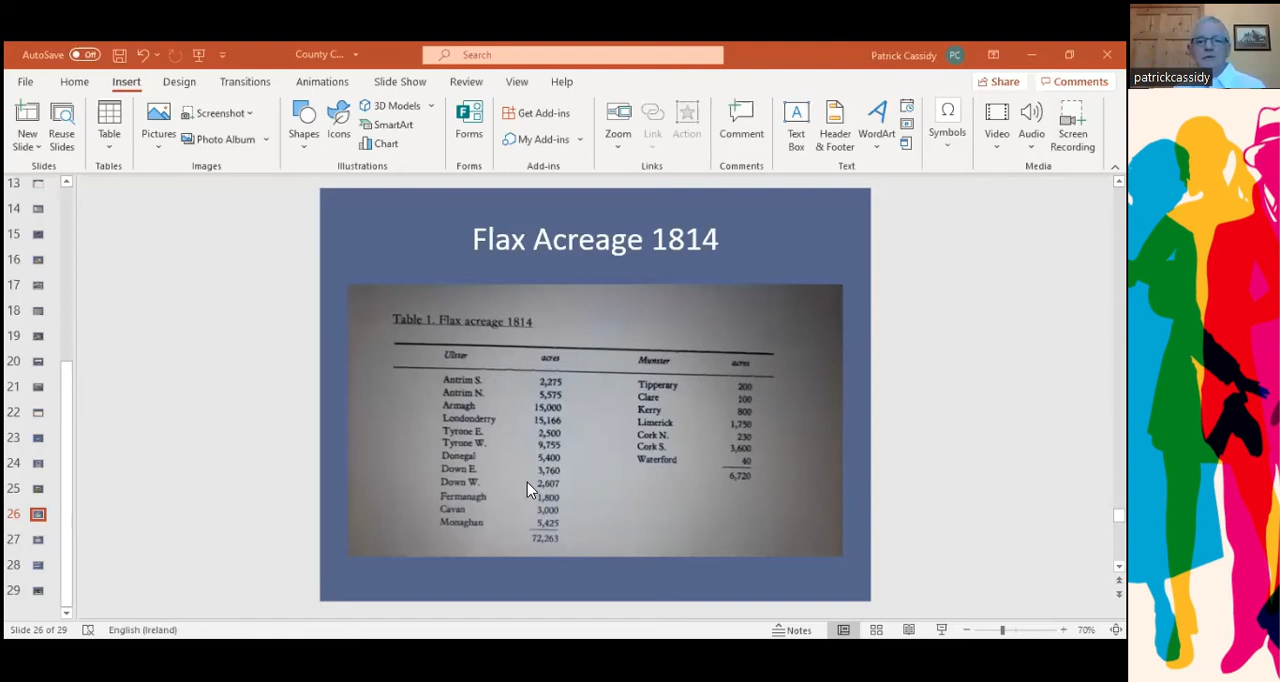 AutoSave Off
County C...
Search
Patrick Cassidy PC
File Home Insert Design Transitions Animations Slide Show Review View Help
Share Comments
New Slide
Reuse Slides
Table
Pictures
Screenshot
Photo Album
Shapes
Icons
3D Models
SmartArt
Chart
Forms
Get Add-ins
My Add-ins
Zoom
Link
Action
Comment
Text Box
Header & Footer
WordArt
Symbols
Video
Audio
Screen Recording
Slides Tables Images Illustrations Forms Add-ins Links Comments Text Media
patrickcassidy
13
14
15
16
17
18
19
20
21
22
23
24
25
26
27
28
29
Flax Acreage 1814
Table 1. Flax acreage 1814
Ulster acres Munster acres
Antrim S. 2,275 Tipperary 200
Antrim N. 5,575 Clare 100
Armagh 15,000 Kerry 800
Londonderry 15,166 Limerick 1,750
Tyrone E. 2,500 Cork N. 230
Tyrone W. 9,755 Cork S. 3,600
Donegal 5,400 Waterford 40
Down E. 3,760 6,720
Down W. 2,607
Fermanagh 1,800
Cavan 3,000
Monaghan 5,425
72,263
Slide 26 of 29 English (Ireland) Notes 70%